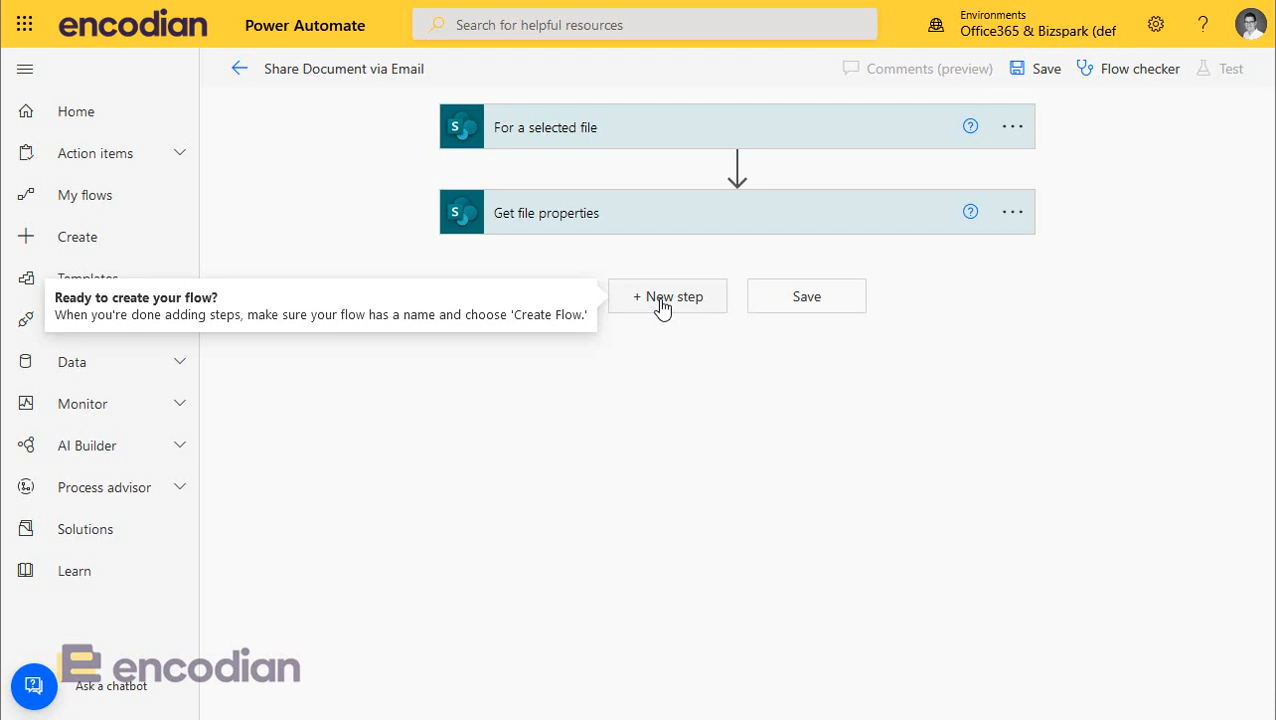 encodian
Power Automate
Search for helpful resources
Environments
Office365 & Bizspark (def
Share Document via Email
Comments (preview)
Save
Flow checker
Test
Home
Action items
My flows
Create
Templates
Data
Monitor
AI Builder
Process advisor
Solutions
Learn
For a selected file
Get file properties
Ready to create your flow?
When you're done adding steps, make sure your flow has a name and choose 'Create Flow.'
+ New step
Save
encodian
Ask a chatbot